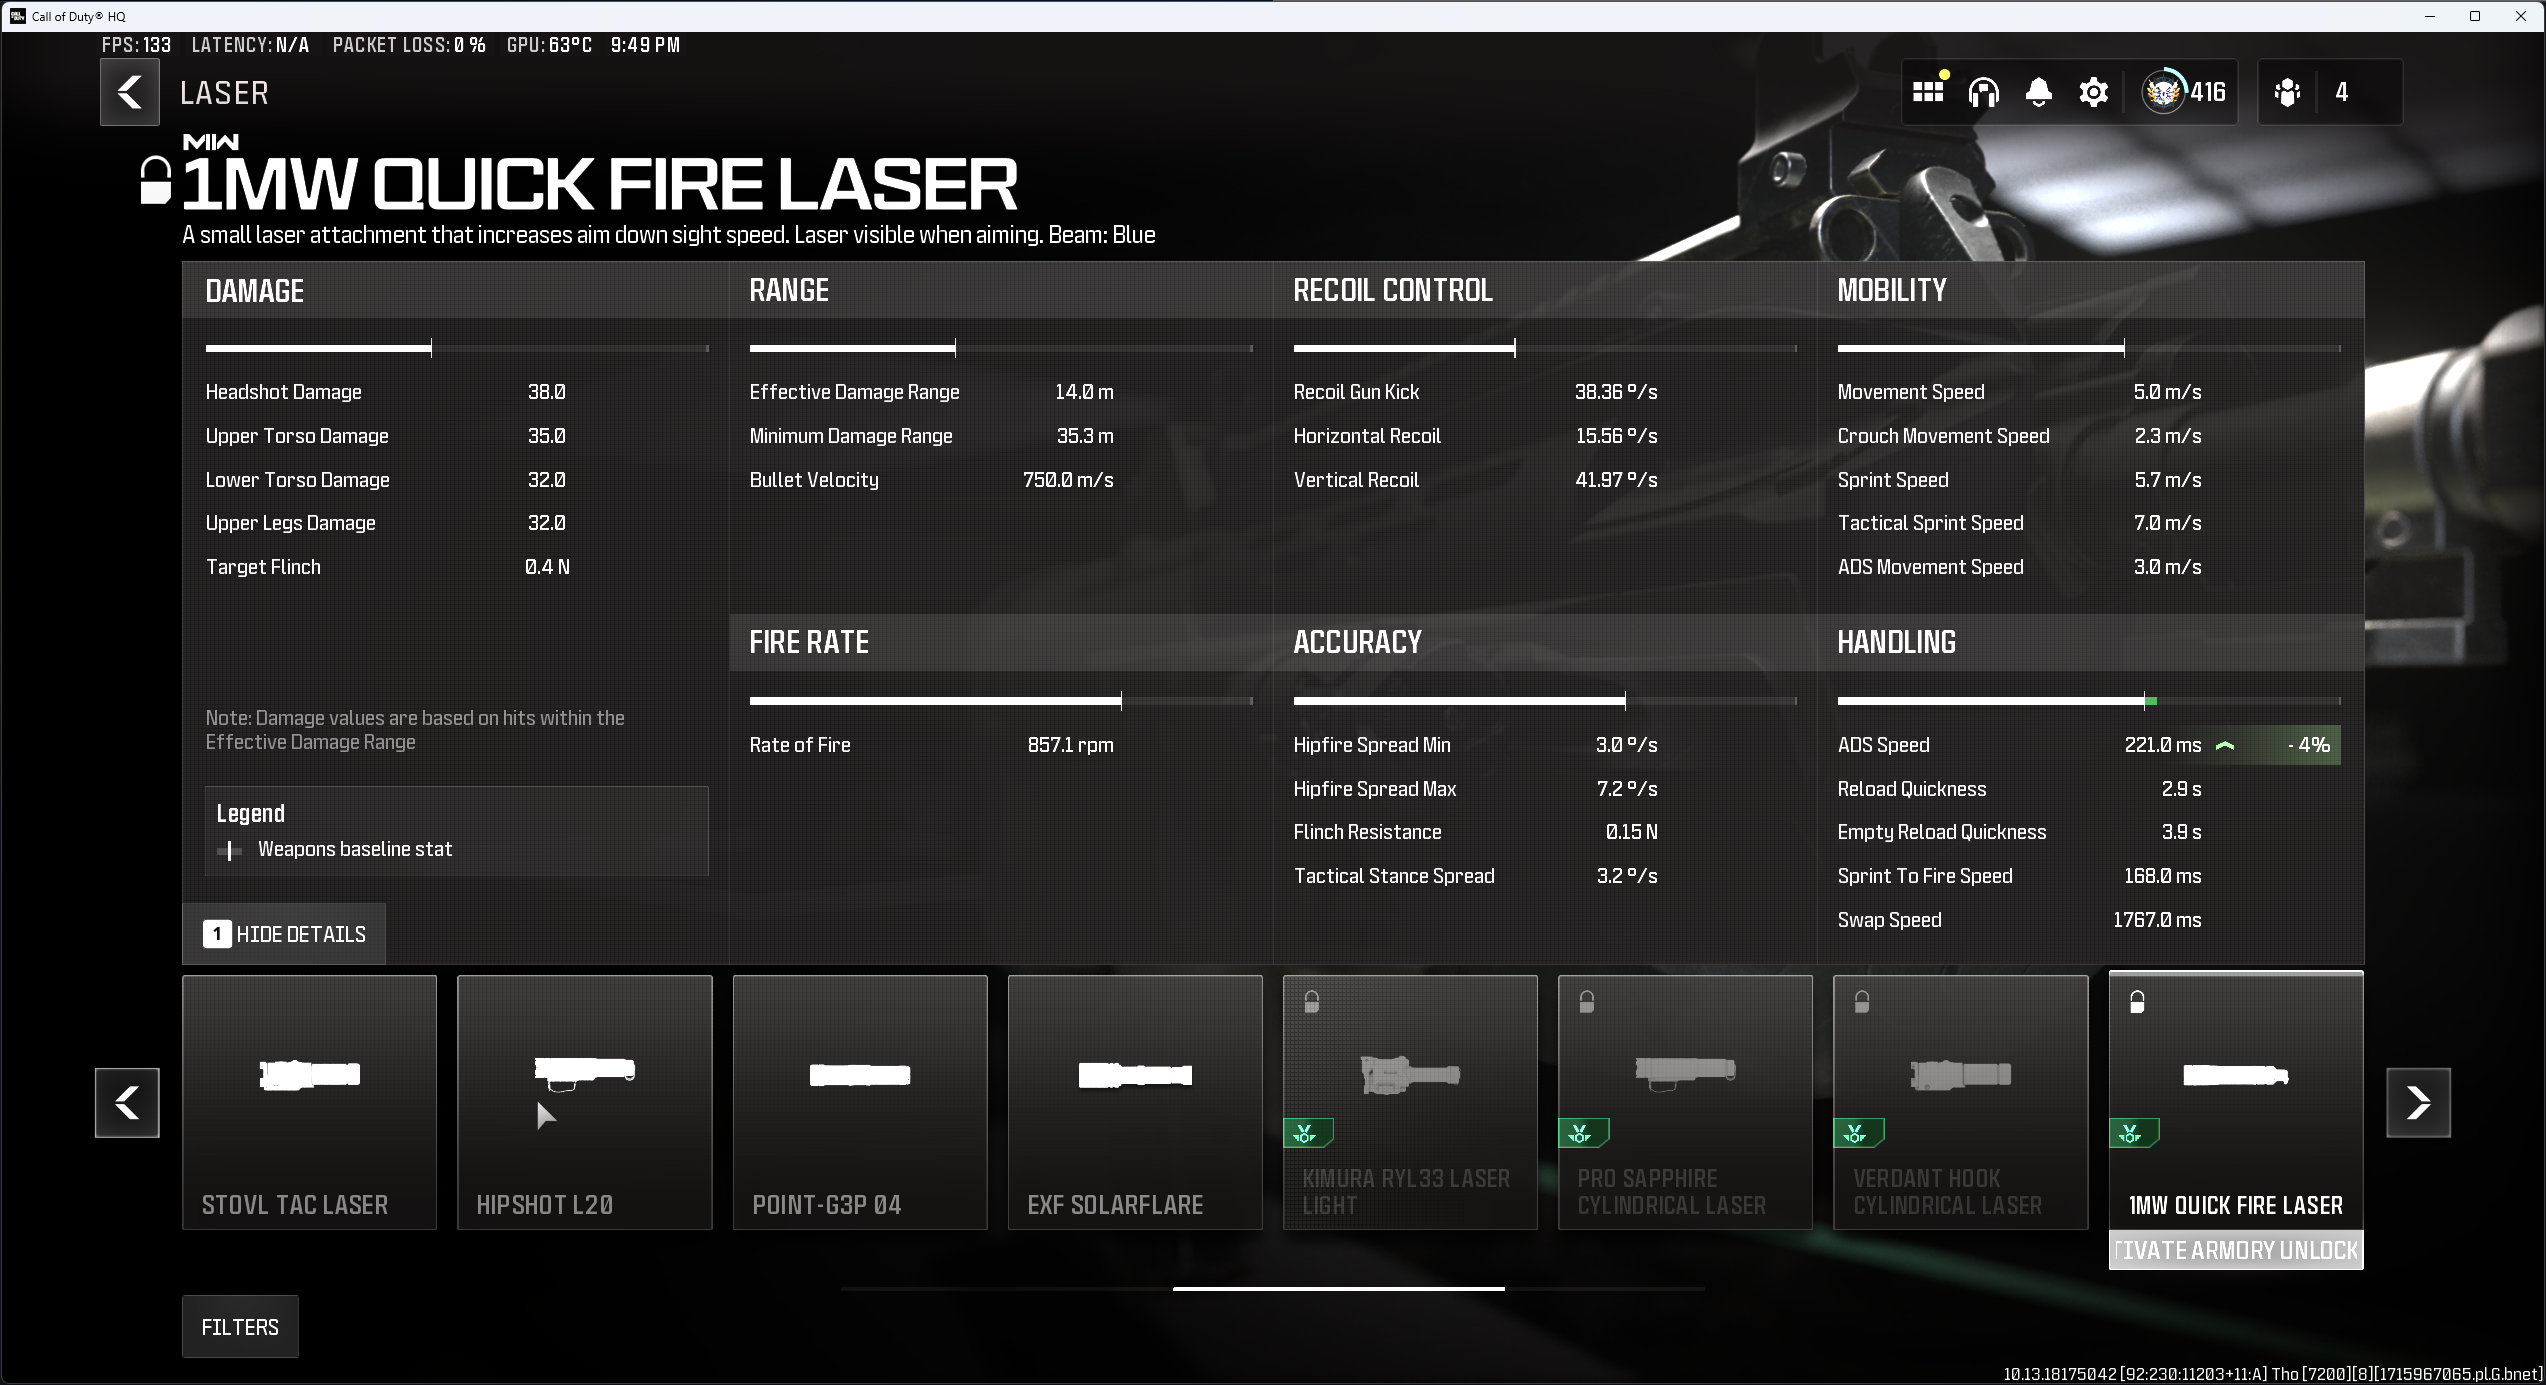 Call of Duty® HQ
FPS: 133 LATENCY: N/A PACKET LOSS: 0 % GPU: 63°C 9:49 PM
LASER
416
4
MW
1MW QUICK FIRE LASER
A small laser attachment that increases aim down sight speed. Laser visible when aiming. Beam: Blue
DAMAGE
Headshot Damage 38.0
Upper Torso Damage 35.0
Lower Torso Damage 32.0
Upper Legs Damage 32.0
Target Flinch 0.4 N
Note: Damage values are based on hits within the
Effective Damage Range
Legend
Weapons baseline stat
1 HIDE DETAILS
RANGE
Effective Damage Range 14.0 m
Minimum Damage Range 35.3 m
Bullet Velocity 750.0 m/s
FIRE RATE
Rate of Fire 857.1 rpm
RECOIL CONTROL
Recoil Gun Kick 38.36 º/s
Horizontal Recoil 15.56 º/s
Vertical Recoil 41.97 º/s
ACCURACY
Hipfire Spread Min 3.0 º/s
Hipfire Spread Max 7.2 º/s
Flinch Resistance 0.15 N
Tactical Stance Spread 3.2 º/s
MOBILITY
Movement Speed 5.0 m/s
Crouch Movement Speed 2.3 m/s
Sprint Speed 5.7 m/s
Tactical Sprint Speed 7.0 m/s
ADS Movement Speed 3.0 m/s
HANDLING
ADS Speed 221.0 ms - 4%
Reload Quickness 2.9 s
Empty Reload Quickness 3.9 s
Sprint To Fire Speed 168.0 ms
Swap Speed 1767.0 ms
STOVL TAC LASER
HIPSHOT L20
POINT-G3P 04
EXF SOLARFLARE
KIMURA RYL33 LASER
LIGHT
PRO SAPPHIRE
CYLINDRICAL LASER
VERDANT HOOK
CYLINDRICAL LASER
1MW QUICK FIRE LASER
TIVATE ARMORY UNLOCK
FILTERS
10.13.18175042 [92:230:11203+11:A] Tho [7200][8][1715967065.pl.G.bnet]